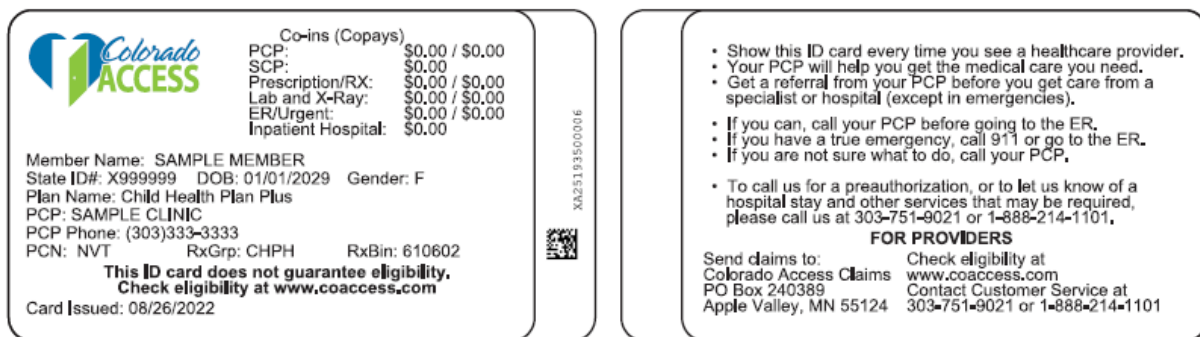 Colorado
ACCESS
Co-ins (Copays)
PCP: $0.00 / $0.00
SCP: $0.00
Prescription/RX: $0.00 / $0.00
Lab and X-Ray: $0.00 / $0.00
ER/Urgent: $0.00 / $0.00
Inpatient Hospital: $0.00
Member Name: SAMPLE MEMBER
State ID#: X999999 DOB: 01/01/2029 Gender: F
Plan Name: Child Health Plan Plus
PCP: SAMPLE CLINIC
PCP Phone: (303)333-3333
PCN: NVT RxGrp: CHPH RxBin: 610602
This ID card does not guarantee eligibility.
Check eligibility at www.coaccess.com
Card Issued: 08/26/2022
XA25193500006
• Show this ID card every time you see a healthcare provider.
• Your PCP will help you get the medical care you need.
• Get a referral from your PCP before you get care from a
specialist or hospital (except in emergencies).
• If you can, call your PCP before going to the ER.
• If you have a true emergency, call 911 or go to the ER.
• If you are not sure what to do, call your PCP.
• To call us for a preauthorization, or to let us know of a
hospital stay and other services that may be required,
please call us at 303-751-9021 or 1-888-214-1101.
FOR PROVIDERS
Send claims to:
Colorado Access Claims
PO Box 240389
Apple Valley, MN 55124
Check eligibility at
www.coaccess.com
Contact Customer Service at
303-751-9021 or 1-888-214-1101